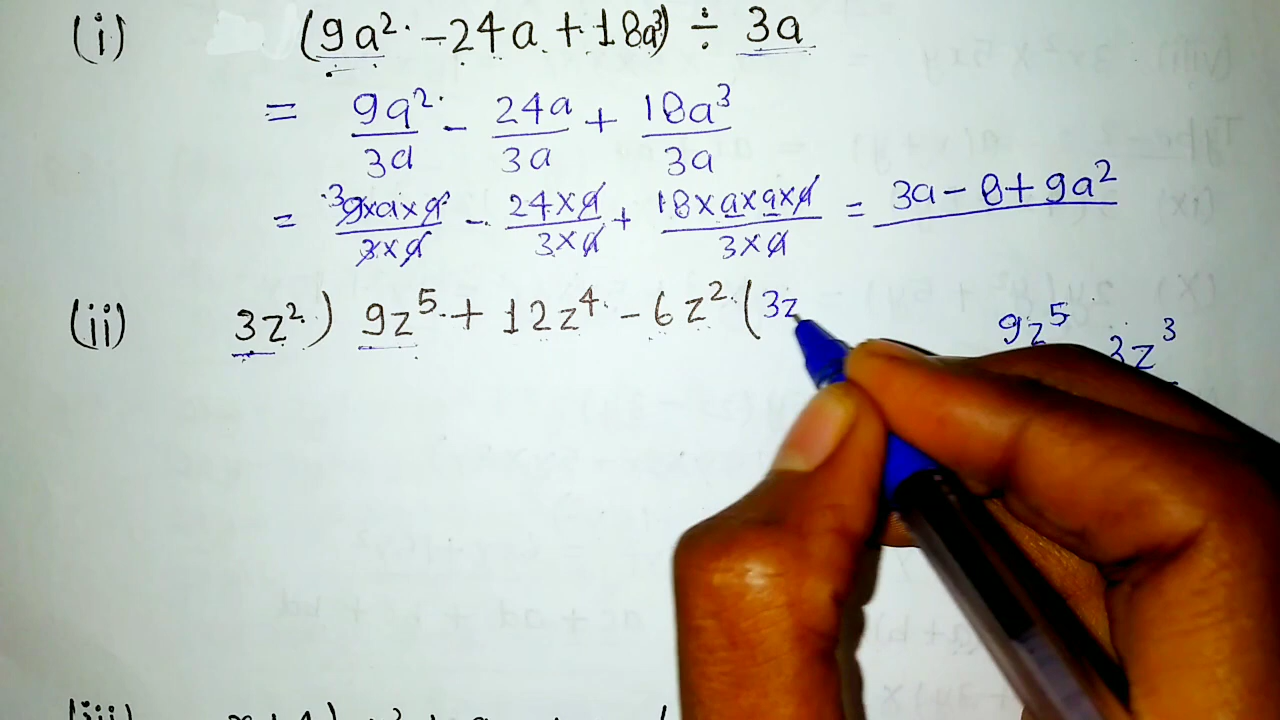 (i) (9a² - 24a + 18a³) ÷ 3a
= 9a²/3a - 24a/3a + 18a³/3a
= 3 9×a×a/3×a - 24×a/3×a + 18×a×a×a/3×a = 3a - 8 + 9a²
(ii) 3z²) 9z⁵ + 12z⁴ - 6z² (3z
9z⁵ 3z³